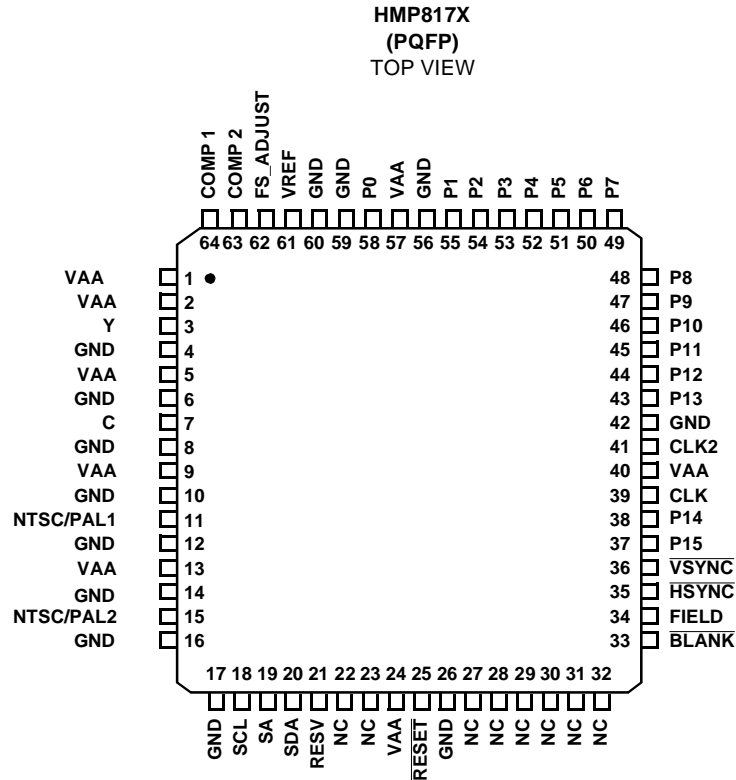 HMP817X
(PQFP)
TOP VIEW
COMP 1
COMP 2
FS_ADJUST
VREF
GND
GND
P0
VAA
GND
P1
P2
P3
P4
P5
P6
P7
64 63 62 61 60 59 58 57 56 55 54 53 52 51 50 49
VAA 1 48 P8
VAA 2 47 P9
Y 3 46 P10
GND 4 45 P11
VAA 5 44 P12
GND 6 43 P13
C 7 42 GND
GND 8 41 CLK2
VAA 9 40 VAA
GND 10 39 CLK
NTSC/PAL1 11 38 P14
GND 12 37 P15
VAA 13 36 VSYNC
GND 14 35 HSYNC
NTSC/PAL2 15 34 FIELD
GND 16 33 BLANK
17 18 19 20 21 22 23 24 25 26 27 28 29 30 31 32
GND
SCL
SA
SDA
RESV
NC
NC
VAA
RESET
GND
NC
NC
NC
NC
NC
NC